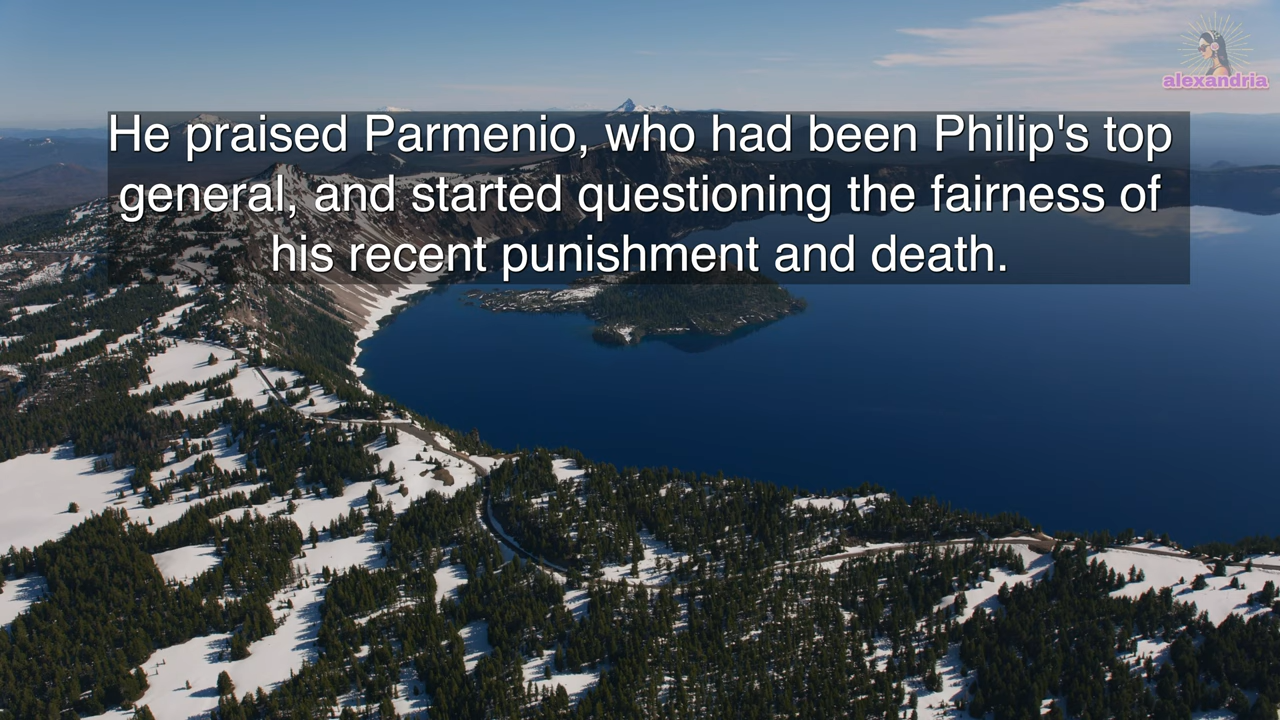 alexandria
He praised Parmenio, who had been Philip's top
general, and started questioning the fairness of
his recent punishment and death.